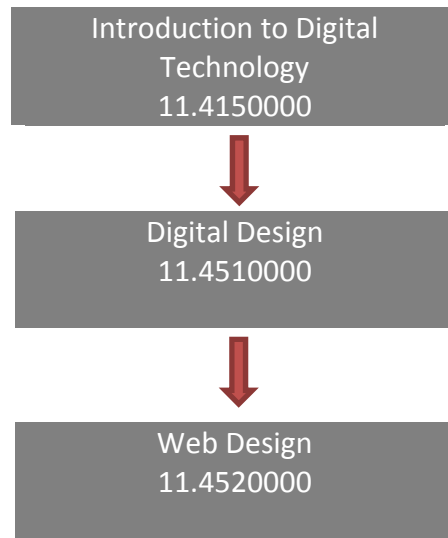 Introduction to Digital
Technology
11.4150000
Digital Design
11.4510000
Web Design
11.4520000